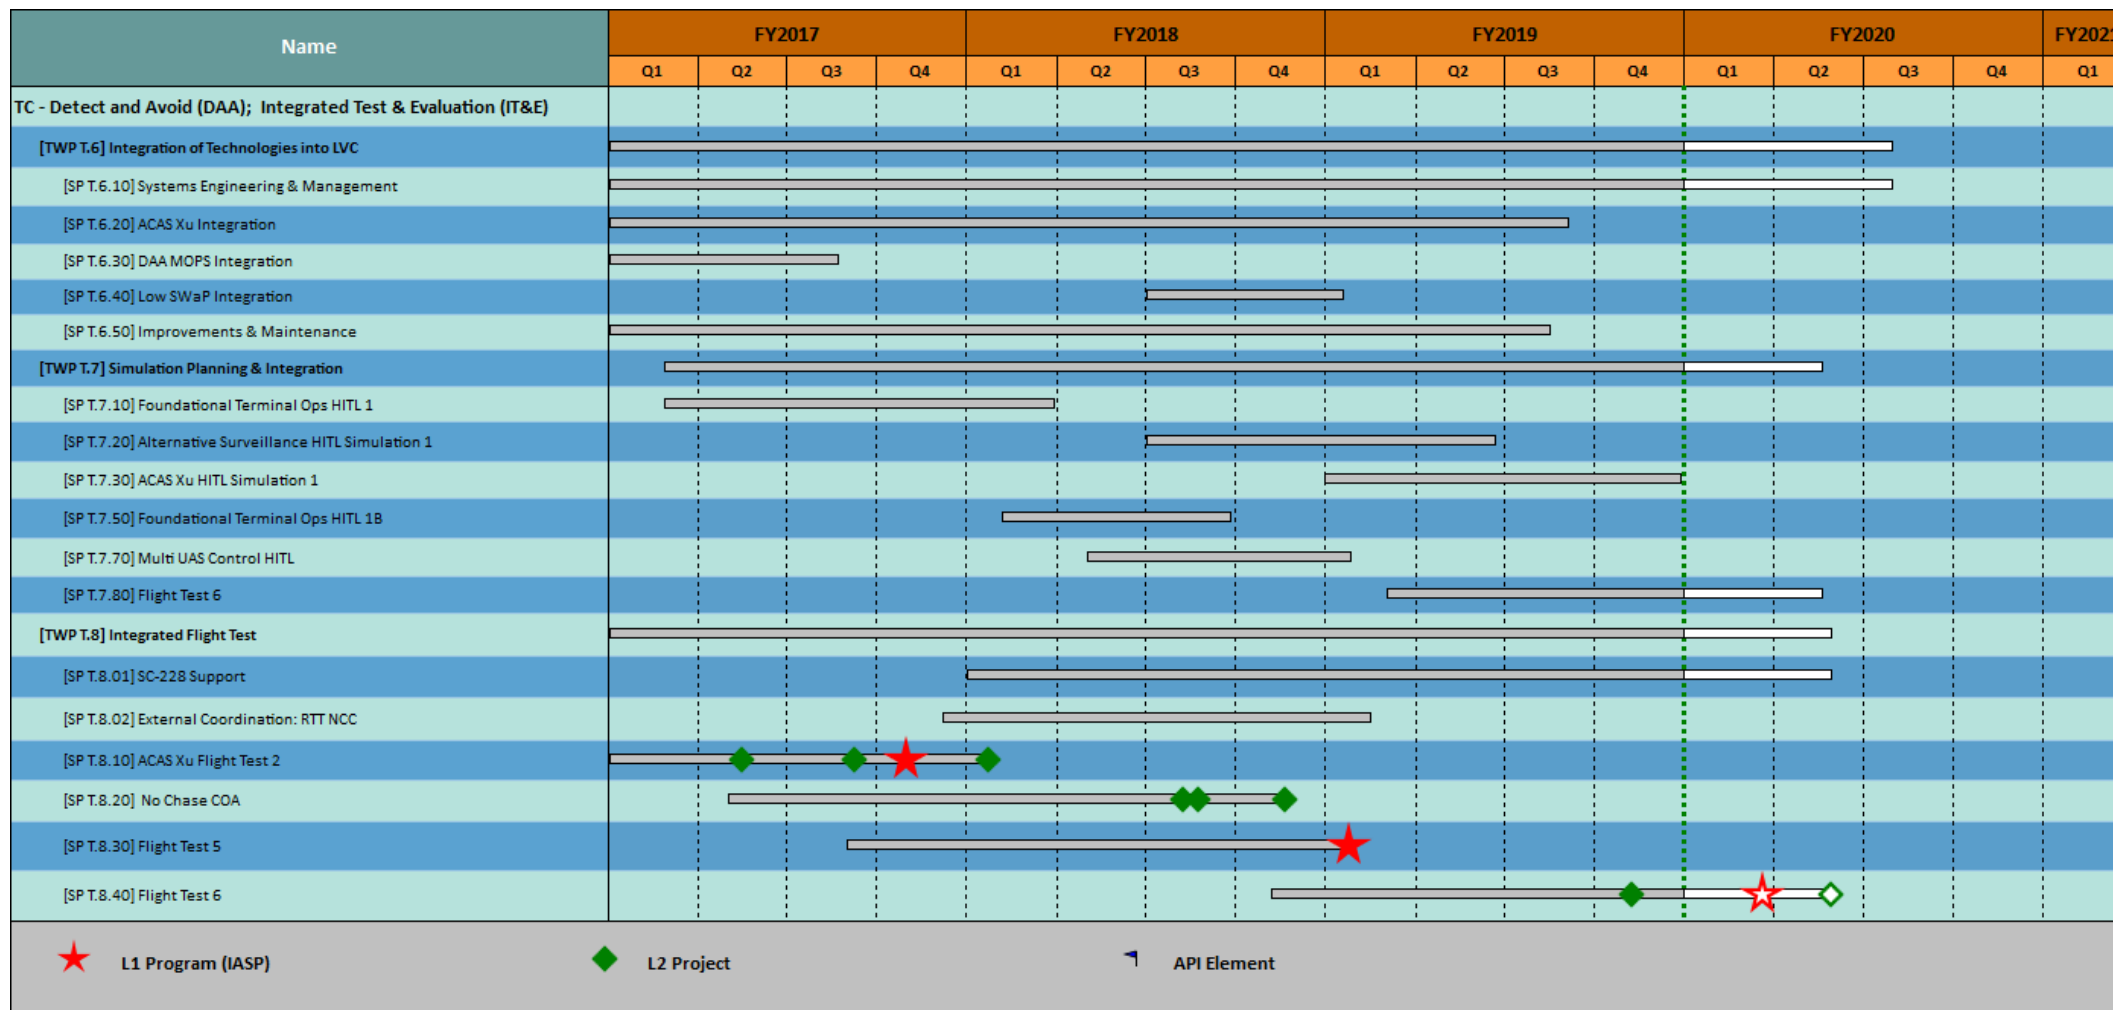 Name
FY2017 FY2018 FY2019 FY2020 FY2021
Q1 Q2 Q3 Q4 Q1 Q2 Q3 Q4 Q1 Q2 Q3 Q4 Q1 Q2 Q3 Q4 Q1
TC - Detect and Avoid (DAA); Integrated Test & Evaluation (IT&E)
[TWP T.6] Integration of Technologies into LVC
[SP T.6.10] Systems Engineering & Management
[SP T.6.20] ACAS Xu Integration
[SP T.6.30] DAA MOPS Integration
[SP T.6.40] Low SWaP Integration
[SP T.6.50] Improvements & Maintenance
[TWP T.7] Simulation Planning & Integration
[SP T.7.10] Foundational Terminal Ops HITL 1
[SP T.7.20] Alternative Surveillance HITL Simulation 1
[SP T.7.30] ACAS Xu HITL Simulation 1
[SP T.7.50] Foundational Terminal Ops HITL 1B
[SP T.7.70] Multi UAS Control HITL
[SP T.7.80] Flight Test 6
[TWP T.8] Integrated Flight Test
[SP T.8.01] SC-228 Support
[SP T.8.02] External Coordination: RTT NCC
[SP T.8.10] ACAS Xu Flight Test 2
[SP T.8.20] No Chase COA
[SP T.8.30] Flight Test 5
[SP T.8.40] Flight Test 6
L1 Program (IASP) L2 Project API Element